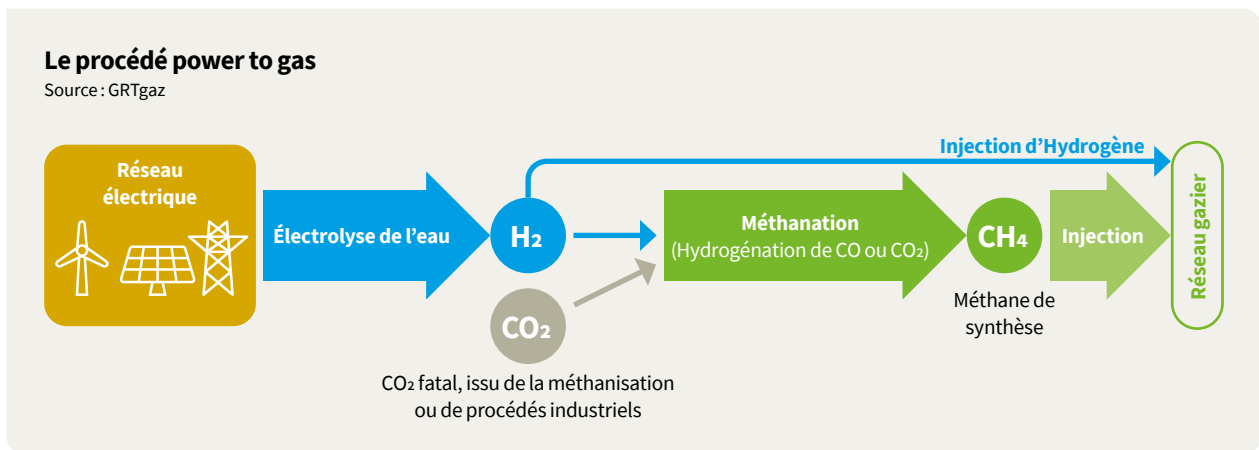 Le procédé power to gas
Source : GRTgaz
Réseau
électrique
Électrolyse de l’eau
H₂
CO₂
CO₂ fatal, issu de la méthanisation
ou de procédés industriels
Injection d’Hydrogène
Méthanation
(Hydrogénation de CO ou CO₂)
CH₄
Méthane de
synthèse
Injection
Réseau gazier